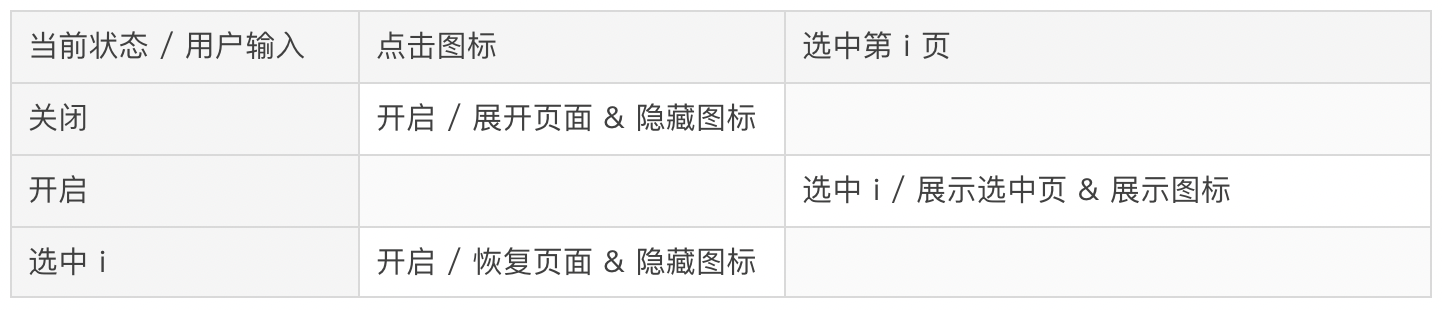 当前状态 / 用户输入 点击图标 选中第 i 页
关闭 开启 / 展开页面 & 隐藏图标
开启 选中 i / 展示选中页 & 展示图标
选中 i 开启 / 恢复页面 & 隐藏图标